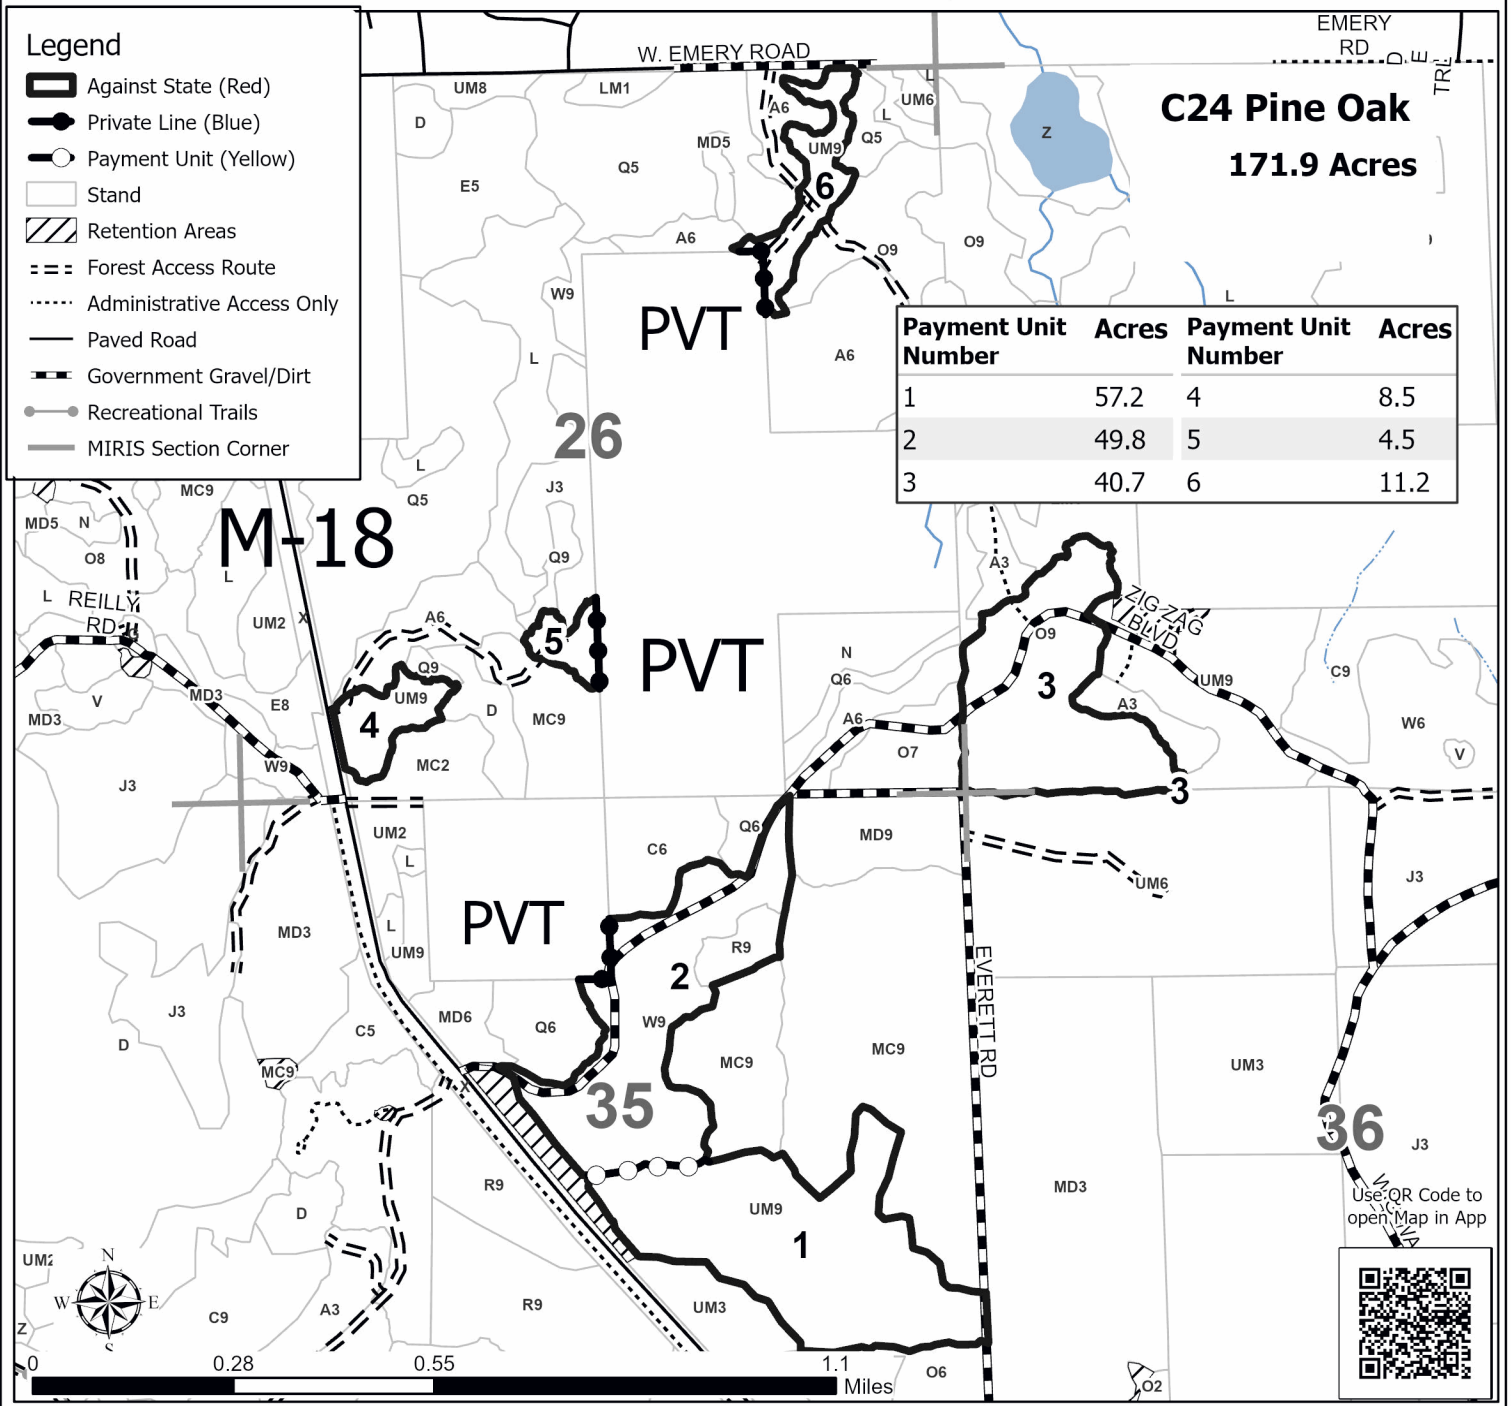 Legend
Against State (Red)
Private Line (Blue)
Payment Unit (Yellow)
Stand
Retention Areas
Forest Access Route
Administrative Access Only
Paved Road
Government Gravel/Dirt
Recreational Trails
MIRIS Section Corner
W. EMERY ROAD
EMERY
RD
D
E
TRL
C24 Pine Oak
171.9 Acres
UM8
LM1
L
UM6
A6
L
Z
D
MD5
Q5
UM9
Q5
E5
6
A6
O9
O9
W9
L
PVT
L
A6
Payment Unit Number Acres Payment Unit Number Acres
1 57.2 4 8.5
2 49.8 5 4.5
3 40.7 6 11.2
26
L
MC9
Q5
J3
MD5
N
M-18
O8
L
Q9
A3
L
REILLY
RD
UM2
X
A6
5
PVT
ZIG ZAG
BLVD
O9
N
Q6
Q9
UM9
4
V
MD3
MD3
E8
D
MC9
3
A3
UM9
C9
W6
V
A6
O7
J3
W9
MC2
3
UM2
L
Q6
C6
MD9
UM6
J3
MD3
L
UM9
PVT
R9
2
EVERETT RD
J3
D
C5
MD6
Q6
W9
MC9
MC9
MC9
UM3
X
35
36
J3
R9
D
UM9
1
MD3
Use QR Code to
open Map in App
UM2
N
W
E
S
C9
A3
R9
UM3
Z
O6
O2
0 0.28 0.55 1.1
Miles